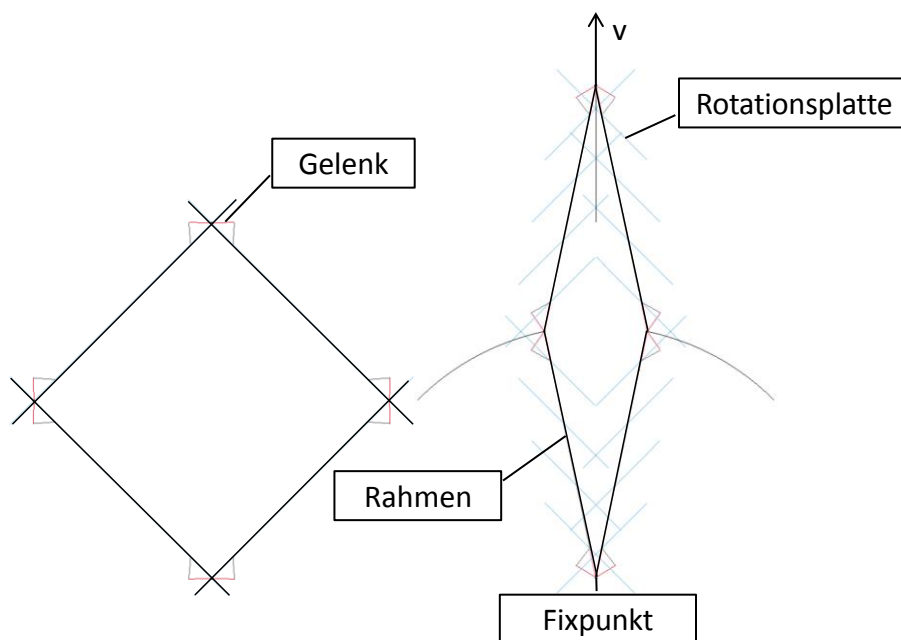 v
Rotationsplatte
Gelenk
Rahmen
Fixpunkt